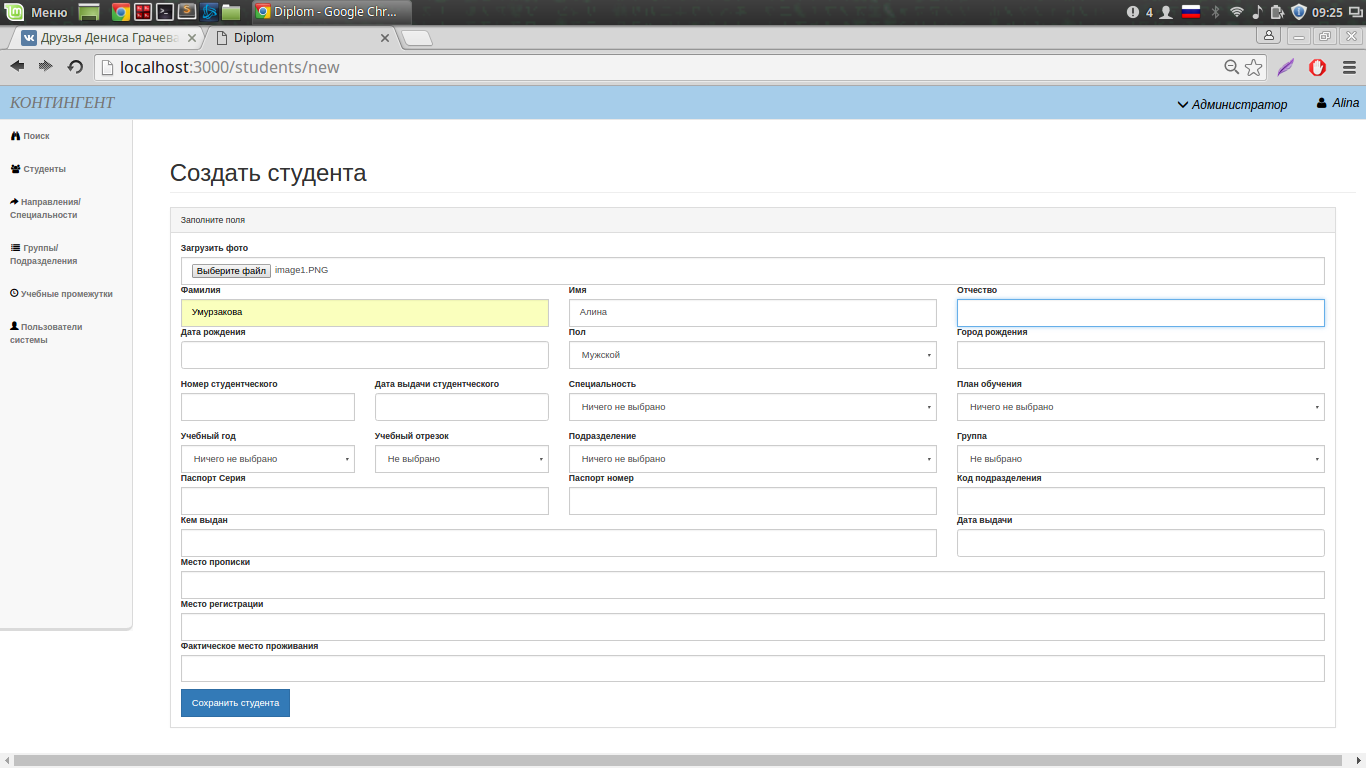 Меню
Diplom - Google Chr...
4
09:25
Друзья Дениса Грачева
Diplom
localhost:3000/students/new
КОНТИНГЕНТ
Администратор
Alina
Поиск
Студенты
Направления/
Специальности
Группы/
Подразделения
Учебные промежутки
Пользователи
системы
Создать студента
Заполните поля
Загрузить фото
Выберите файл image1.PNG
Фамилия Имя Отчество
Умурзакова Алина
Дата рождения Пол Город рождения
Мужской
Номер студентческого Дата выдачи студентческого Специальность План обучения
Ничего не выбрано Ничего не выбрано
Учебный год Учебный отрезок Подразделение Группа
Ничего не выбрано Не выбрано Ничего не выбрано Не выбрано
Паспорт Серия Паспорт номер Код подразделения
Кем выдан Дата выдачи
Место прописки
Место регистрации
Фактическое место проживания
Сохранить студента